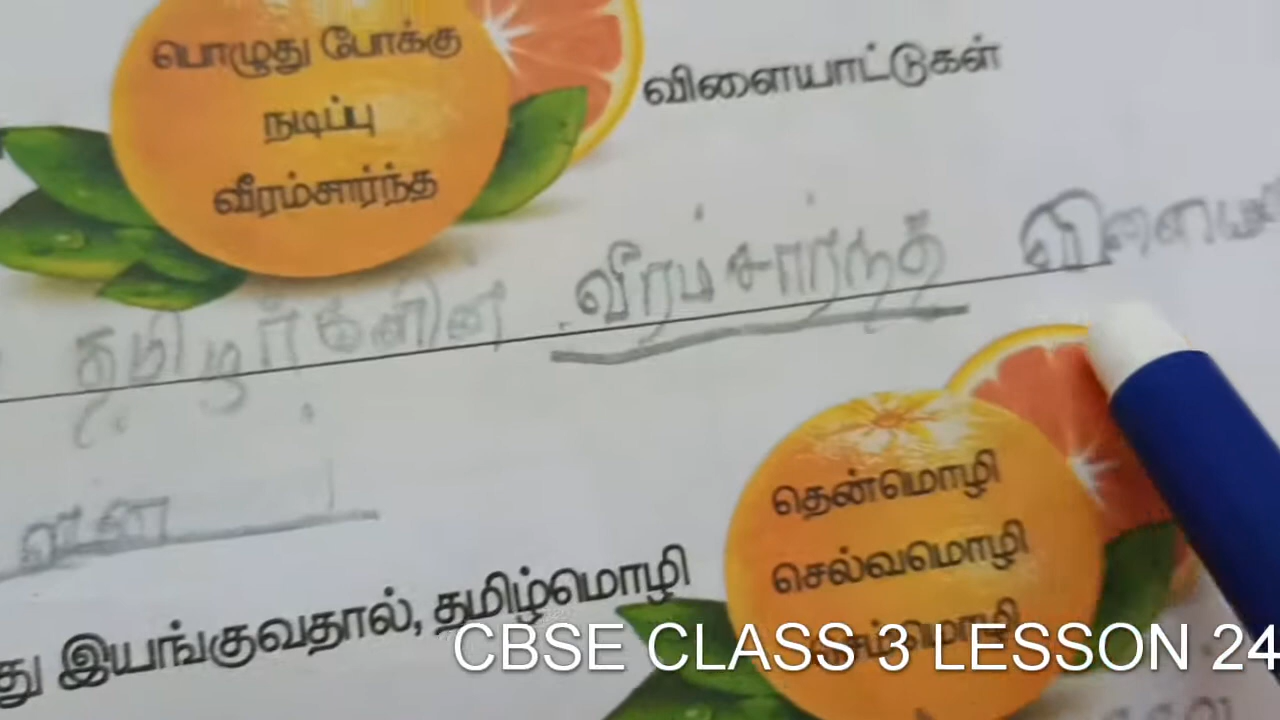 பொழுது போக்கு
நடிப்பு
வீரம்சார்ந்த
விளையாட்டுகள்
தமிழர்களின் வீரம்சார்ந்த
தென்மொழி
செல்வமொழி
செம்மொழி
இயங்குவதால், தமிழ்மொழி
CBSE CLASS 3 LESSON 24